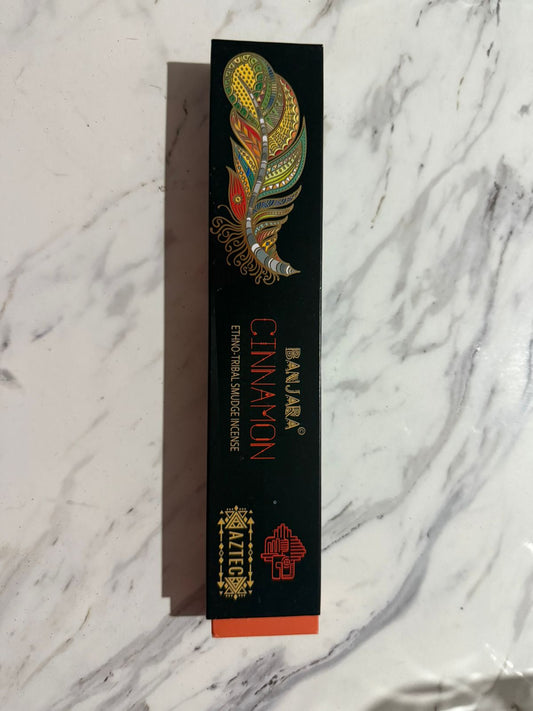 BANJARA©
CINNAMON
ETHNO-TRIBAL SMUDGE INCENSE
AZTEC